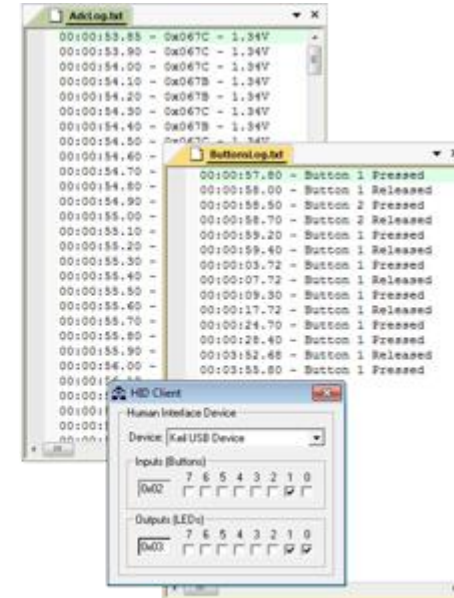 AdcLog.txt
00:00:53.85 - 0x067C - 1.34V
00:00:53.90 - 0x067C - 1.34V
00:00:54.00 - 0x067C - 1.34V
00:00:54.10 - 0x067B - 1.34V
00:00:54.20 - 0x067B - 1.34V
00:00:54.30 - 0x067C - 1.34V
00:00:54.40 - 0x067B - 1.34V
00:00:54.50 - 0x067C - 1.34V
00:00:54.60 -
00:00:54.70 -
00:00:54.80 -
00:00:54.90 -
00:00:55.00 -
00:00:55.10 -
00:00:55.20 -
00:00:55.30 -
00:00:55.40 -
00:00:55.50 -
00:00:55.60 -
00:00:55.70 -
00:00:55.80 -
00:00:55.90 -
00:00:56.00 -
ButtonsLog.txt
00:00:57.80 - Button 1 Pressed
00:00:58.00 - Button 1 Released
00:00:58.50 - Button 2 Pressed
00:00:58.70 - Button 2 Released
00:00:59.20 - Button 1 Pressed
00:00:59.40 - Button 1 Released
00:00:03.72 - Button 1 Pressed
00:00:07.72 - Button 1 Released
00:00:09.30 - Button 1 Pressed
00:00:17.72 - Button 1 Released
00:00:24.70 - Button 1 Pressed
00:00:28.40 - Button 1 Pressed
00:03:52.68 - Button 1 Released
00:03:55.80 - Button 1 Pressed
HID Client
Human Interface Device
Device: Keil USB Device
Inputs (Buttons)
7 6 5 4 3 2 1 0
0x02
Outputs (LEDs)
7 6 5 4 3 2 1 0
0x03